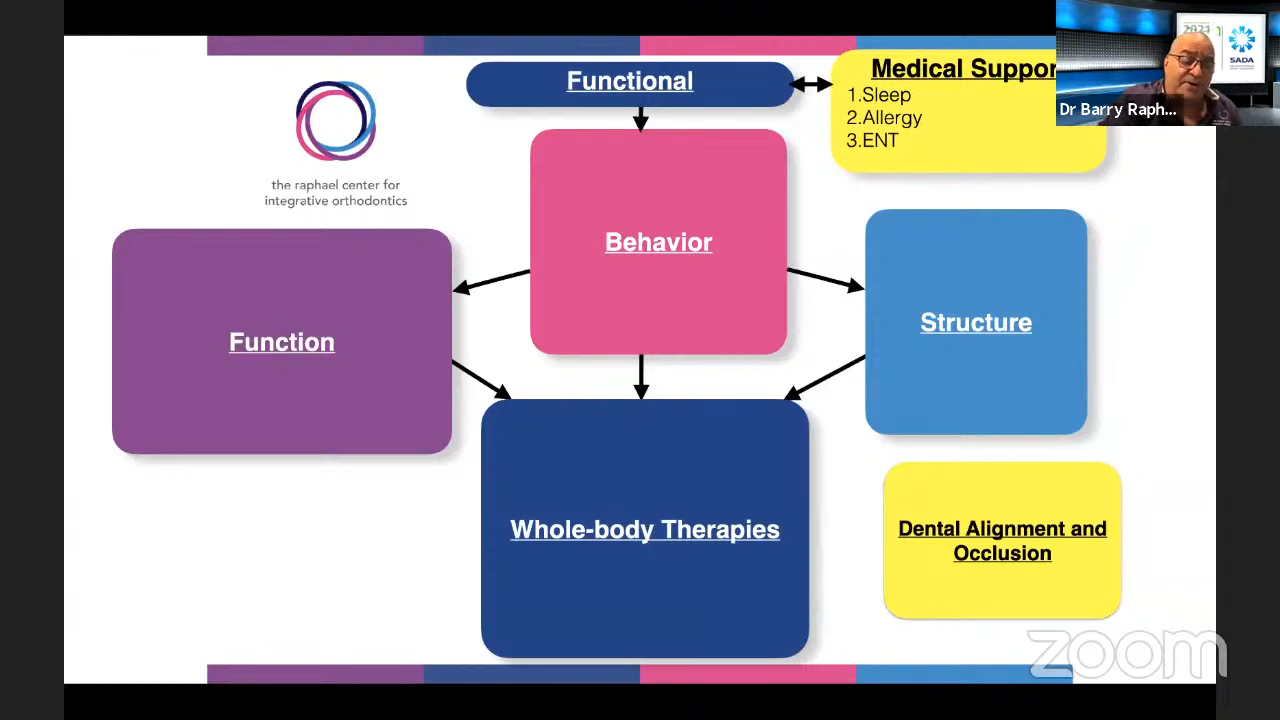 Functional
Medical Suppor
1.Sleep
2.Allergy
3.ENT
2021
SADA
Dr Barry Raph...
the raphael center for
integrative orthodontics
Behavior
Function
Structure
Whole-body Therapies
Dental Alignment and
Occlusion
zoom